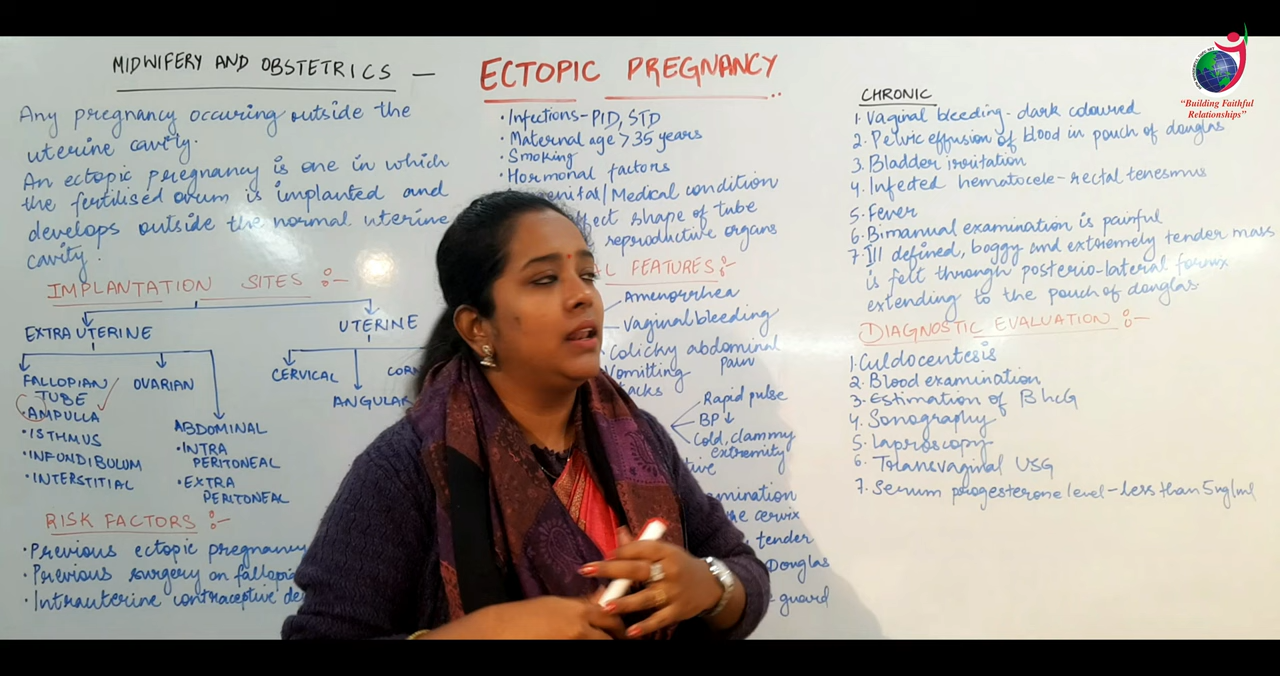 MIDWIFERY AND OBSTETRICS —
ECTOPIC PREGNANCY
Any pregnancy occuring outside the
uterine cavity.
An ectopic pregnancy is one in which
the fertilised ovum is implanted and
develops outside the normal uterine
cavity.
IMPLANTATION SITES :-
EXTRA UTERINE
UTERINE
FALLOPIAN
TUBE
• AMPULLA
• ISTHMUS
• INFUNDIBULUM
• INTERSTITIAL
OVARIAN
ABDOMINAL
• INTRA
PERITONEAL
• EXTRA
PERITONEAL
CERVICAL
ANGULAR
RISK FACTORS :-
• Previous ectopic pregnancy
• Previous surgery on
• Intrauterine contraceptive
• Infections - PID, STD
• Maternal age > 35 years
• Smoking
• Hormonal factors
/Medical condition
shape of tube
reproductive organs
FEATURES :-
Amenorrhea
Vaginal bleeding
Colicky abdominal
pain
Vomitting
Rapid pulse
BP ↓
Cold, clammy
extremity
cervix
, tender
Douglas
guard
CHRONIC
1. Vaginal bleeding - dark coloured
2. Pelvic effusion of blood in pouch of douglas
3. Bladder irritation
4. Infected hematocele - rectal tenesmus
5. Fever
6. Bimanual examination is painful
7. Ill defined, boggy and extremely tender mass
is felt through posterio-lateral fornix
extending to the pouch of douglas
DIAGNOSTIC EVALUATION :-
1. Culdocentesis
2. Blood examination
3. Estimation of B hcG
4. Sonography
5. Laproscopy
6. Transvaginal USG
7. Serum progesterone level - less than 5ng/ml
"Building Faithful
Relationships"